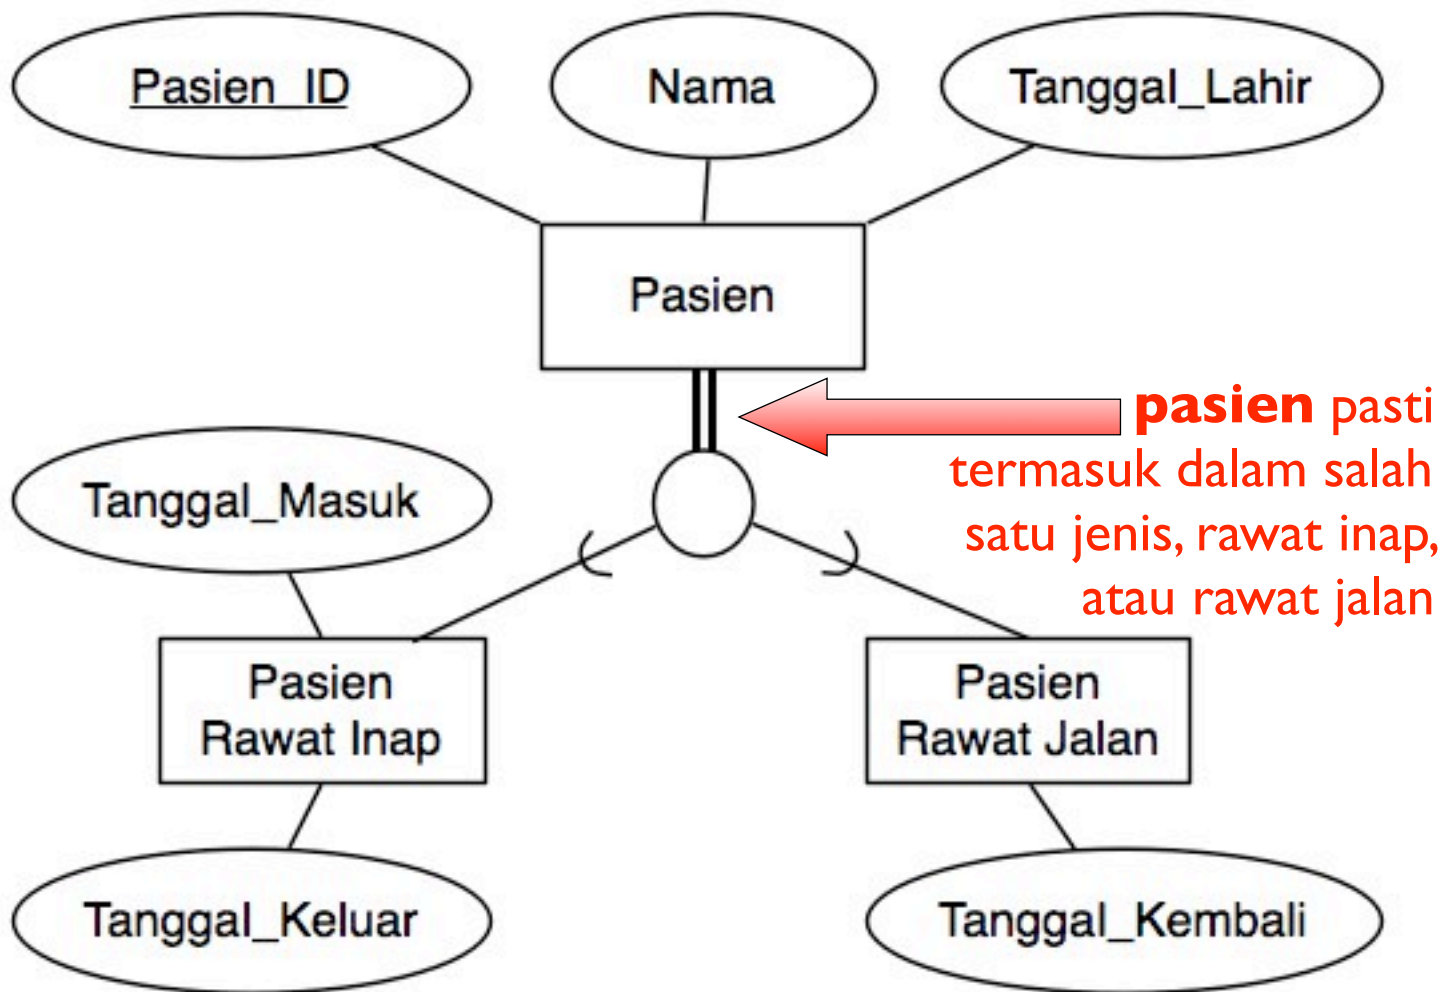 Pasien_ID
Nama
Tanggal_Lahir
Pasien
pasien pasti
termasuk dalam salah
satu jenis, rawat inap,
atau rawat jalan
Tanggal_Masuk
Pasien
Rawat Inap
Pasien
Rawat Jalan
Tanggal_Keluar
Tanggal_Kembali